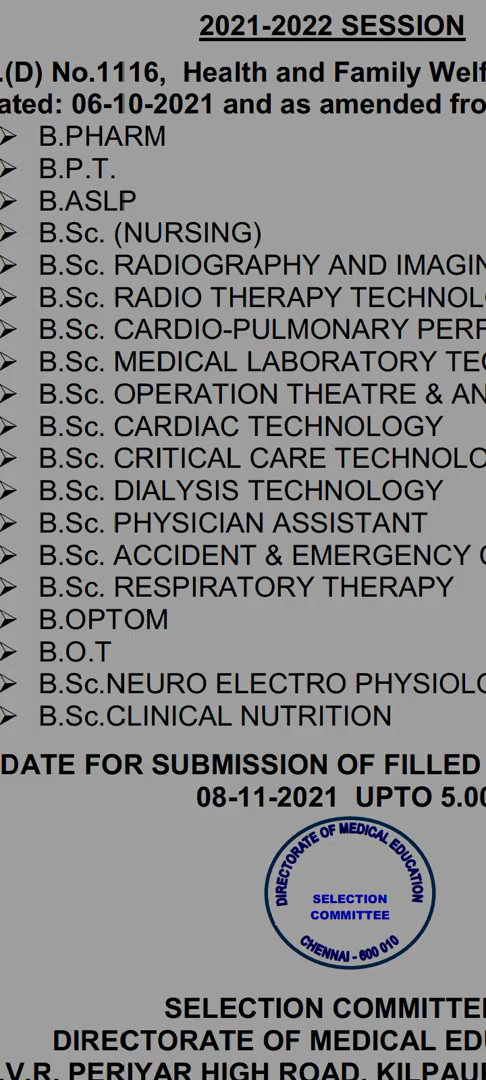 2021-2022 SESSION
.(D) No.1116, Health and Family Welf
ated: 06-10-2021 and as amended fro
➢ B.PHARM
➢ B.P.T.
➢ B.ASLP
➢ B.Sc. (NURSING)
➢ B.Sc. RADIOGRAPHY AND IMAGIN
➢ B.Sc. RADIO THERAPY TECHNOL
➢ B.Sc. CARDIO-PULMONARY PERF
➢ B.Sc. MEDICAL LABORATORY TEC
➢ B.Sc. OPERATION THEATRE & AN
➢ B.Sc. CARDIAC TECHNOLOGY
➢ B.Sc. CRITICAL CARE TECHNOLO
➢ B.Sc. DIALYSIS TECHNOLOGY
➢ B.Sc. PHYSICIAN ASSISTANT
➢ B.Sc. ACCIDENT & EMERGENCY C
➢ B.Sc. RESPIRATORY THERAPY
➢ B.OPTOM
➢ B.O.T
➢ B.Sc.NEURO ELECTRO PHYSIOLO
➢ B.Sc.CLINICAL NUTRITION
DATE FOR SUBMISSION OF FILLED
08-11-2021 UPTO 5.00
DIRECTORATE OF MEDICAL EDUCATION
SELECTION
COMMITTEE
CHENNAI - 600 010
SELECTION COMMITTEE
DIRECTORATE OF MEDICAL EDU
.V.R. PERIYAR HIGH ROAD, KILPAU